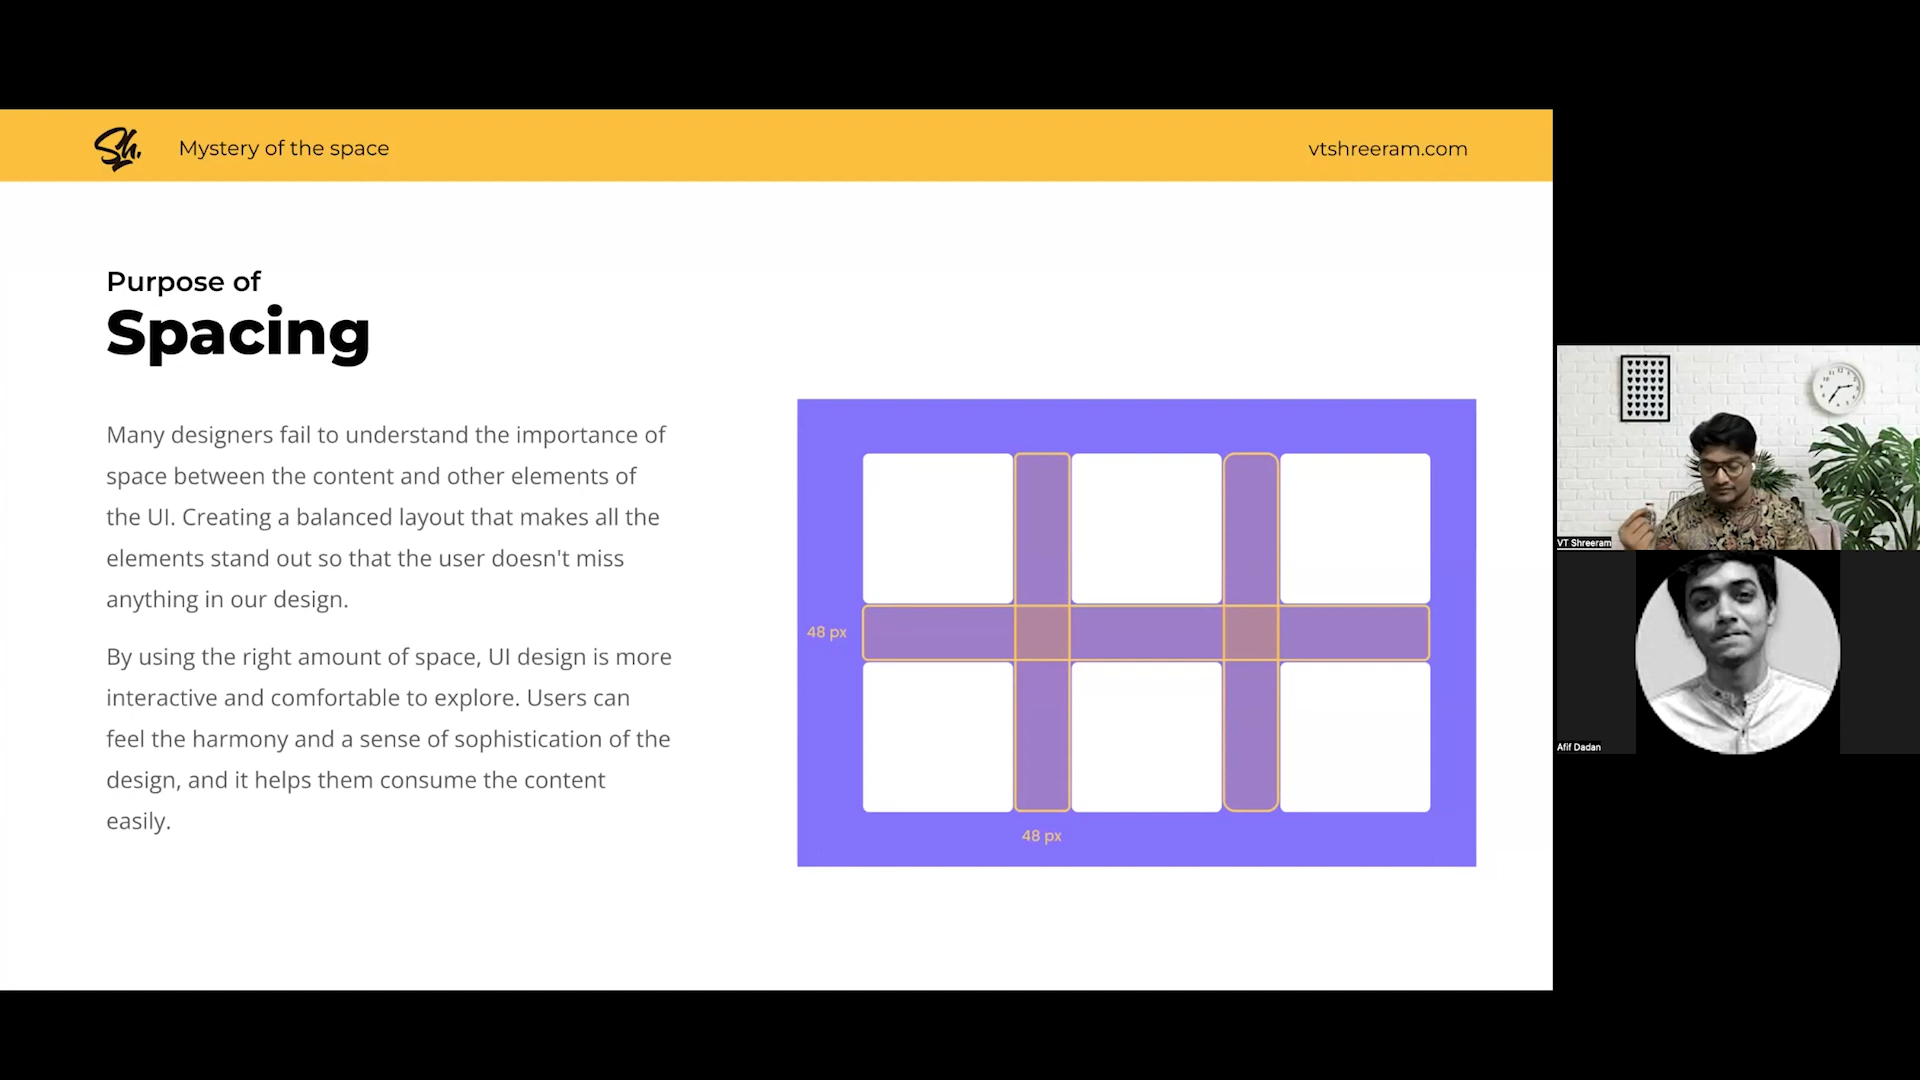 Sh.
Mystery of the space
vtshreeram.com
Purpose of
Spacing
Many designers fail to understand the importance of
space between the content and other elements of
the UI. Creating a balanced layout that makes all the
elements stand out so that the user doesn't miss
anything in our design.
By using the right amount of space, UI design is more
interactive and comfortable to explore. Users can
feel the harmony and a sense of sophistication of the
design, and it helps them consume the content
easily.
48 px
48 px
VT Shreeram
Afif Dadan